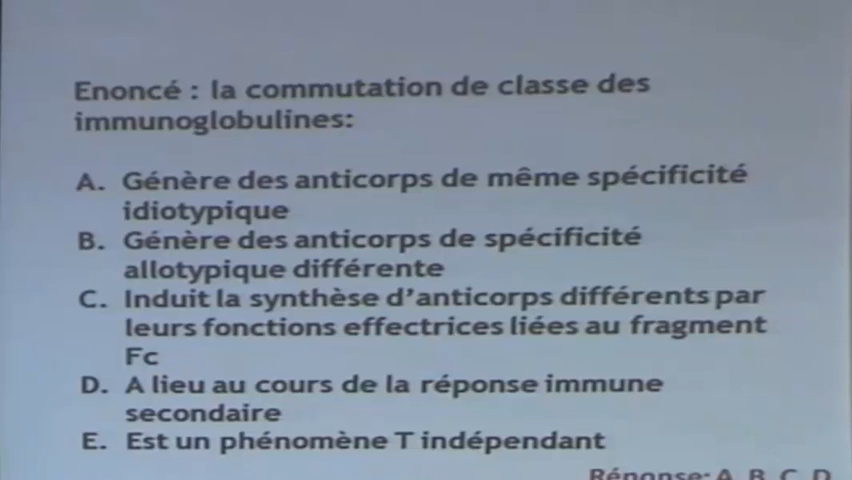 Enoncé : la commutation de classe des
immunoglobulines:
A. Génère des anticorps de même spécificité
idiotypique
B. Génère des anticorps de spécificité
allotypique différente
C. Induit la synthèse d'anticorps différents par
leurs fonctions effectrices liées au fragment
Fc
D. A lieu au cours de la réponse immune
secondaire
E. Est un phénomène T indépendant
Réponse: A, B, C, D